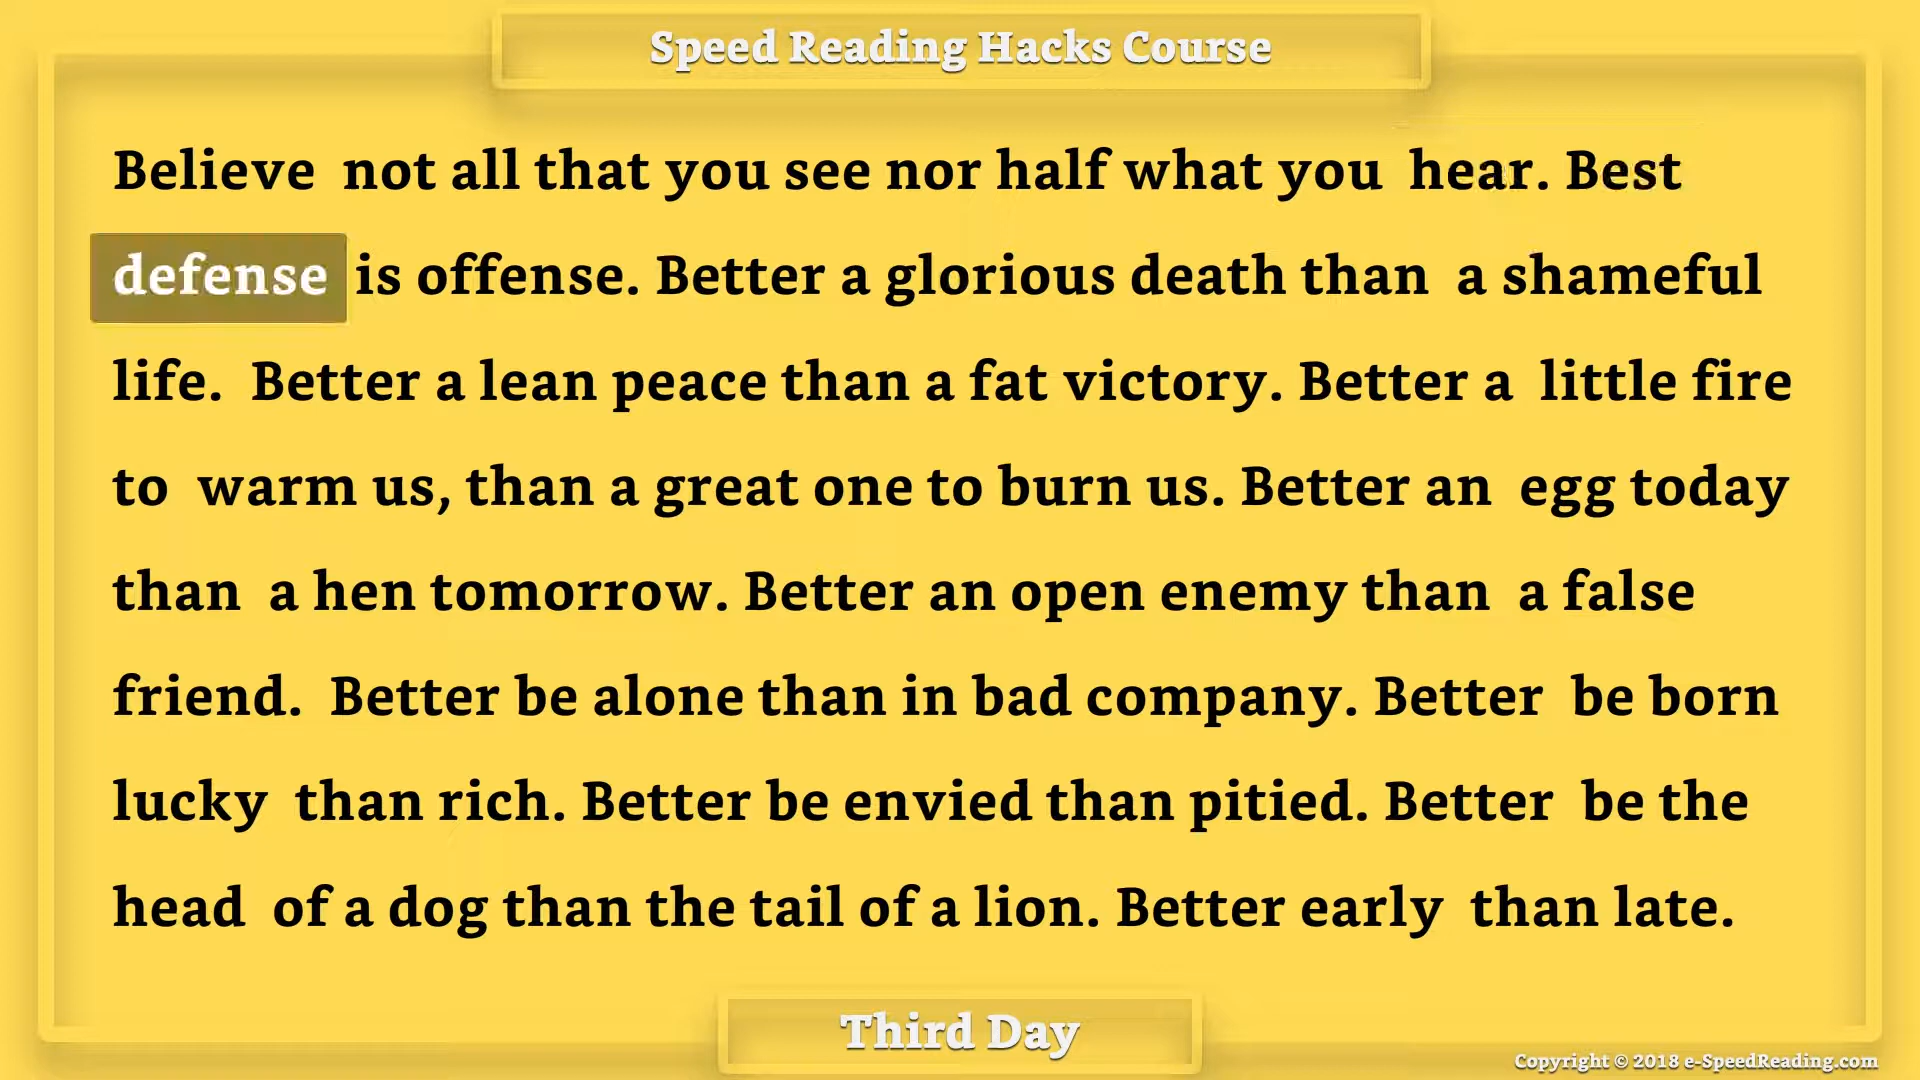 Speed Reading Hacks Course
Believe not all that you see nor half what you hear. Best
defense is offense. Better a glorious death than a shameful
life. Better a lean peace than a fat victory. Better a little fire
to warm us, than a great one to burn us. Better an egg today
than a hen tomorrow. Better an open enemy than a false
friend. Better be alone than in bad company. Better be born
lucky than rich. Better be envied than pitied. Better be the
head of a dog than the tail of a lion. Better early than late.
Third Day
Copyright © 2018 e-SpeedReading.com